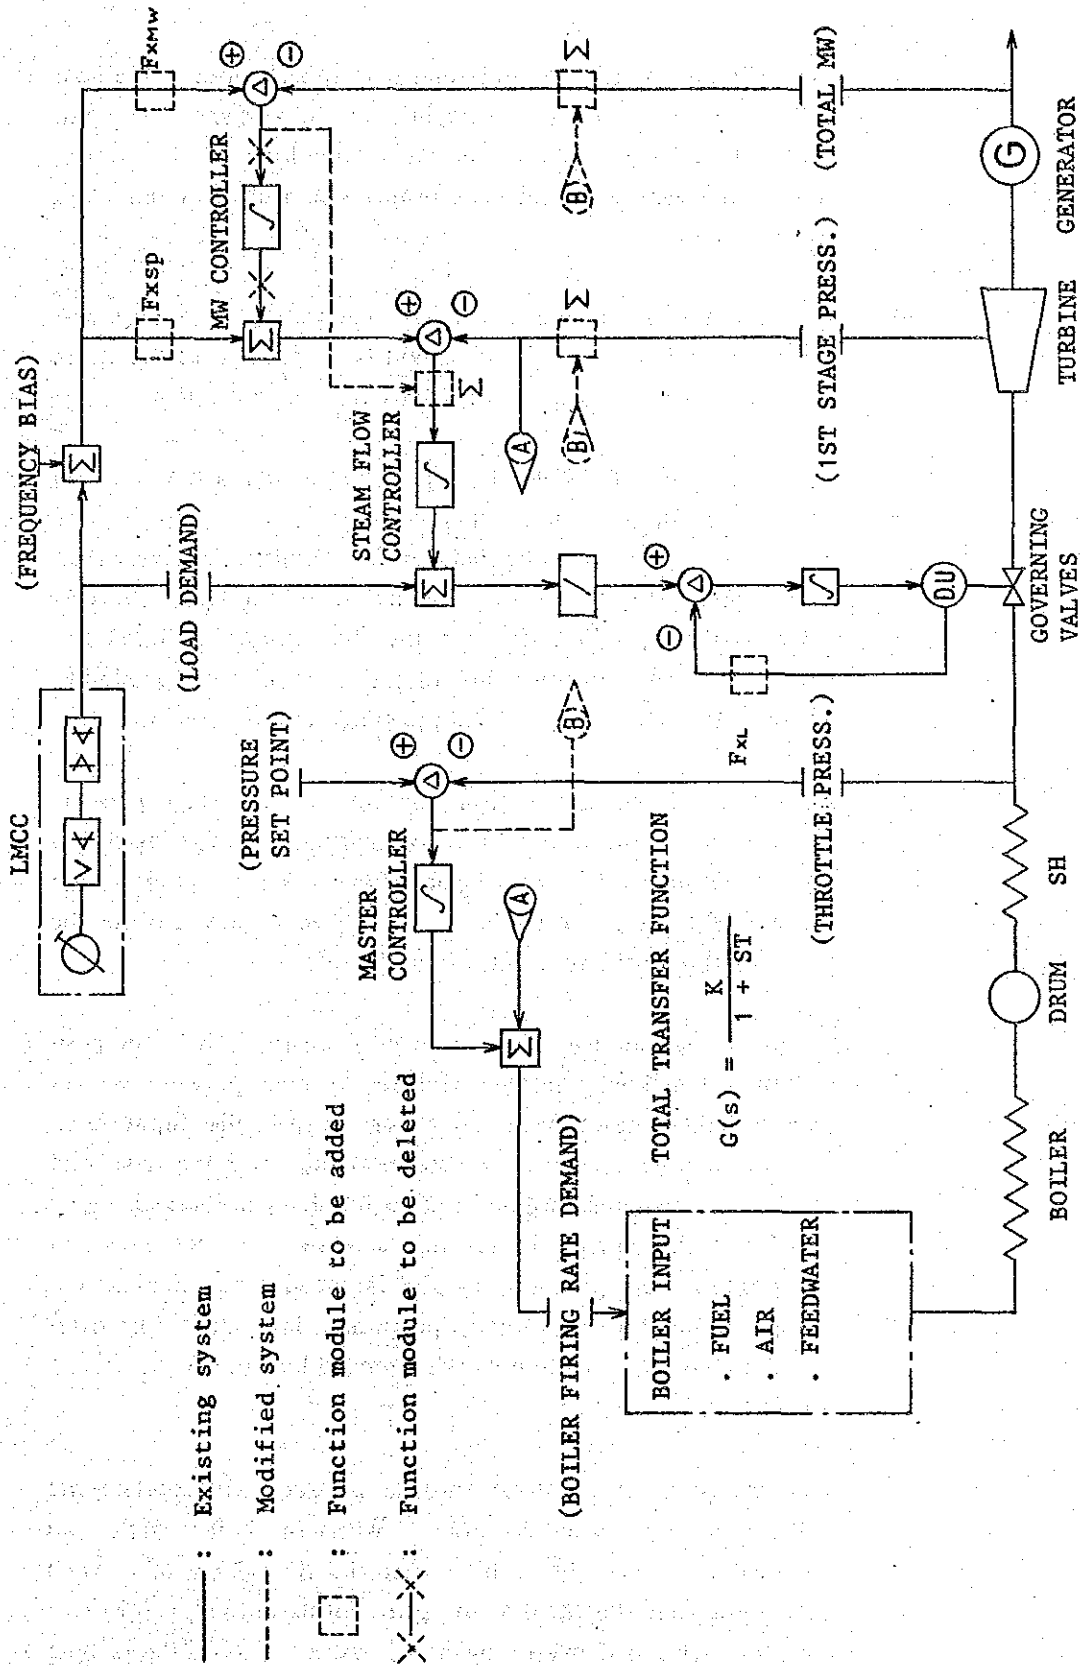 LMCC
V ∢
> ∢
(FREQUENCY BIAS)
Σ
(LOAD DEMAND)
FxMW
Fxsp
MW CONTROLLER
⊕
Δ
⊖
∫
Σ
⊕
Δ
⊖
Σ
(B)
Σ
(B)
(A)
STEAM FLOW
CONTROLLER
Σ
∫
Σ
(TOTAL MW)
(1ST STAGE PRESS.)
⊕
Δ
⊖
∫
D.U
FxL
(PRESSURE
SET POINT)
⊕
Δ
⊖
(B)
MASTER
CONTROLLER
∫
(A)
Σ
(THROTTLE PRESS.)
TOTAL TRANSFER FUNCTION
G(s) = K / 1 + ST
(BOILER FIRING RATE DEMAND)
BOILER INPUT
· FUEL
· AIR
· FEEDWATER
BOILER
DRUM
SH
GOVERNING
VALVES
TURBINE
G
GENERATOR
: Existing system
: Modified system
: Function module to be added
: Function module to be deleted